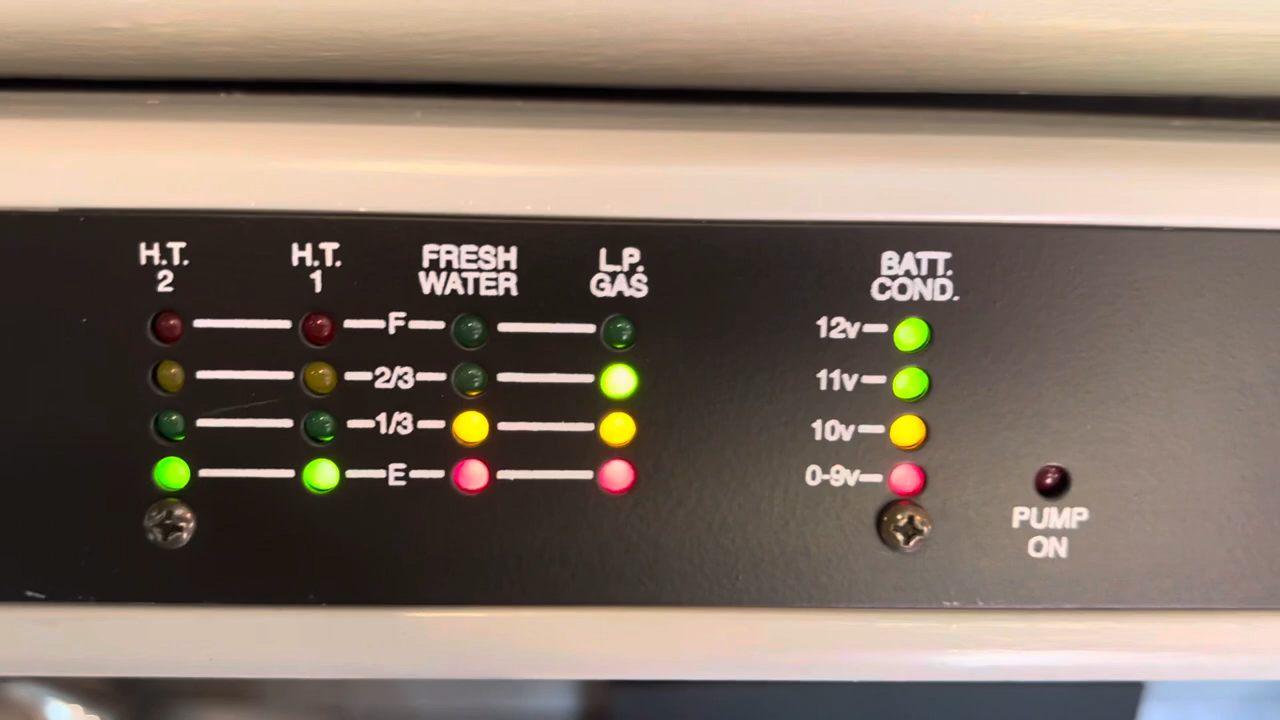 H.T.
2
H.T.
1
FRESH
WATER
L.P.
GAS
BATT.
COND.
F
2/3
1/3
E
12v
11v
10v
0-9v
PUMP
ON